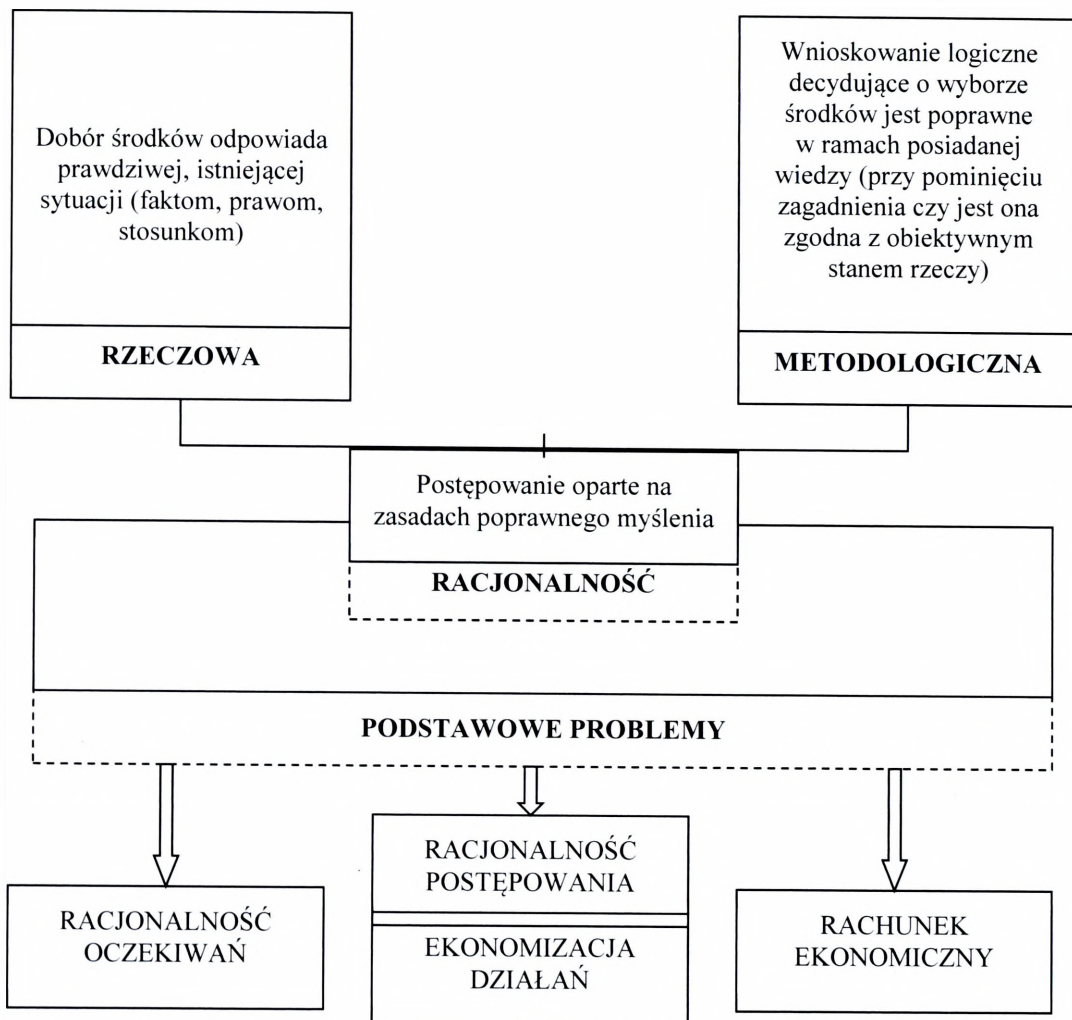 Dobór środków odpowiada
prawdziwej, istniejącej
sytuacji (faktom, prawom,
stosunkom)
RZECZOWA
Wnioskowanie logiczne
decydujące o wyborze
środków jest poprawne
w ramach posiadanej
wiedzy (przy pominięciu
zagadnienia czy jest ona
zgodna z obiektywnym
stanem rzeczy)
METODOLOGICZNA
Postępowanie oparte na
zasadach poprawnego myślenia
RACJONALNOŚĆ
PODSTAWOWE PROBLEMY
RACJONALNOŚĆ
OCZEKIWAŃ
RACJONALNOŚĆ
POSTĘPOWANIA
EKONOMIZACJA
DZIAŁAŃ
RACHUNEK
EKONOMICZNY